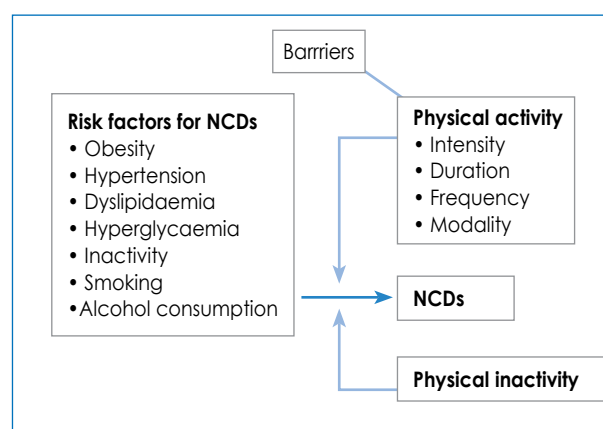 Barrriers
Risk factors for NCDs
• Obesity
• Hypertension
• Dyslipidaemia
• Hyperglycaemia
• Inactivity
• Smoking
•Alcohol consumption
Physical activity
• Intensity
• Duration
• Frequency
• Modality
NCDs
Physical inactivity